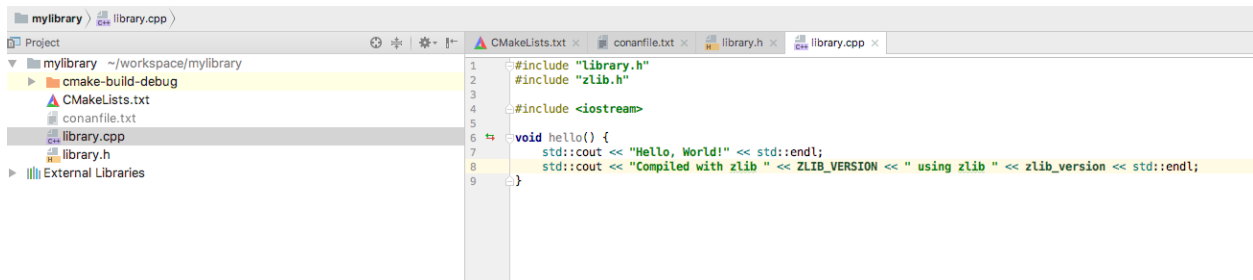 mylibrary library.cpp
Project
CMakeLists.txt conanfile.txt library.h library.cpp
mylibrary ~/workspace/mylibrary
cmake-build-debug
CMakeLists.txt
conanfile.txt
library.cpp
library.h
External Libraries
1 #include "library.h"
2 #include "zlib.h"
3
4 #include <iostream>
5
6 void hello() {
7 std::cout << "Hello, World!" << std::endl;
8 std::cout << "Compiled with zlib " << ZLIB_VERSION << " using zlib " << zlib_version << std::endl;
9 }